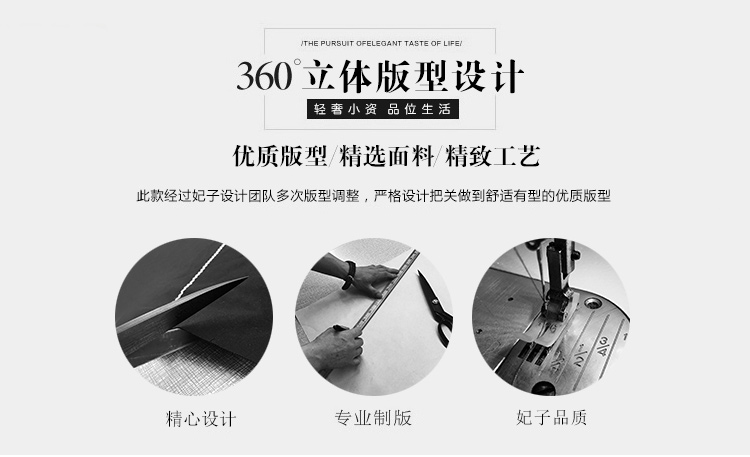 /THE PURSUIT OFELEGANT TASTE OF LIFE/
360°立体版型设计
轻奢小资 品位生活
优质版型/精选面料/精致工艺
此款经过妃子设计团队多次版型调整，严格设计把关做到舒适有型的优质版型
精心设计
专业制版
妃子品质